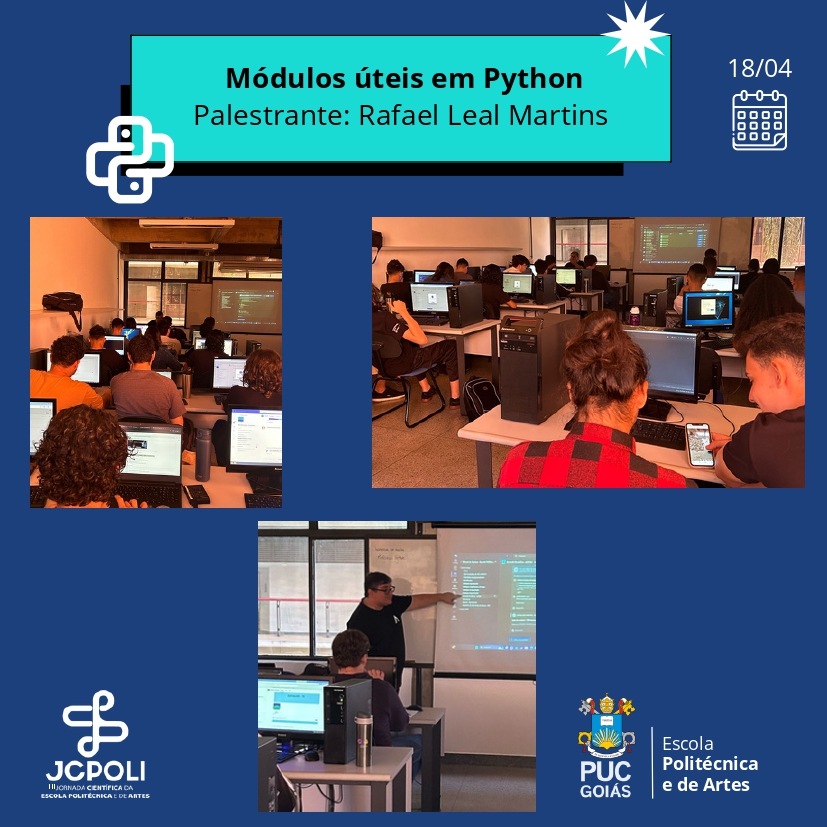 Módulos úteis em Python
Palestrante: Rafael Leal Martins
18/04
JCPOLI
III JORNADA CIENTÍFICA DA
ESCOLA POLITÉCNICA E DE ARTES
PUC
GOIÁS
Escola
Politécnica
e de Artes